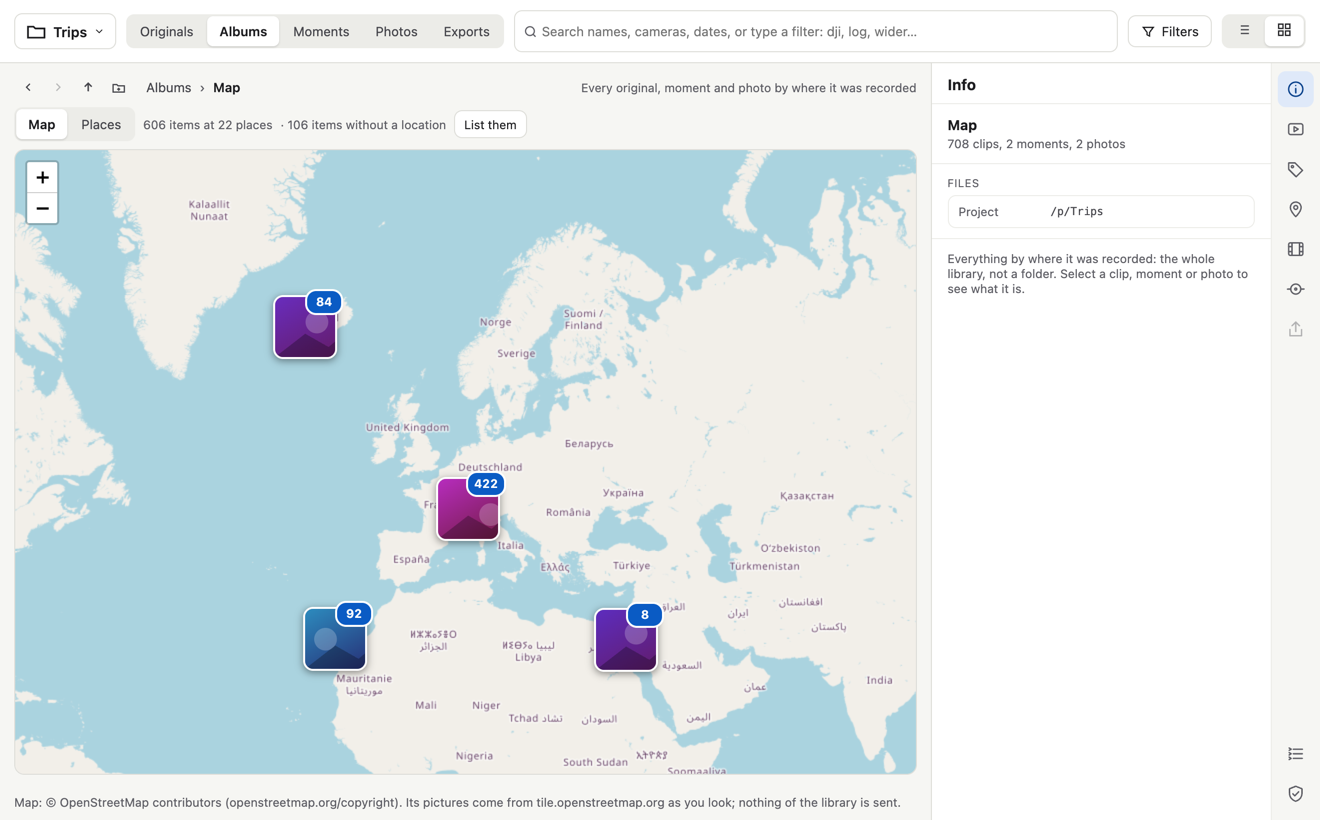 Trips
Originals
Albums
Moments
Photos
Exports
Search names, cameras, dates, or type a filter: dji, log, wider...
Filters
Albums › Map
Every original, moment and photo by where it was recorded
Map
Places
606 items at 22 places · 106 items without a location
List them
+
−
Kalaallit
Nunaat
84
Norge
Suomi /
Finland
Sverige
United Kingdom
Беларусь
Deutschland
422
Україна
Қазақстан
România
Italia
O‘zbekiston
España
Ελλάς
Türkiye
Türkmenistan
افغانستان
العراق
ایران
92
8
پاکستان
ⵍⵣⵣⴰⵢⴻⵔ
الجزائر
ⵍⵉⴱⵢⴰ ليبيا
Libya
السعودية
Mauritanie
موريتانيا
India
عمان
Mali
Niger
Tchad تشاد
السودان
اليمن
Nigeria
South Sudan
ኢትዮጵያ
Soomaaliya
Map: © OpenStreetMap contributors (openstreetmap.org/copyright). Its pictures come from tile.openstreetmap.org as you look; nothing of the library is sent.
Info
Map
708 clips, 2 moments, 2 photos
FILES
Project /p/Trips
Everything by where it was recorded: the whole
library, not a folder. Select a clip, moment or photo to
see what it is.